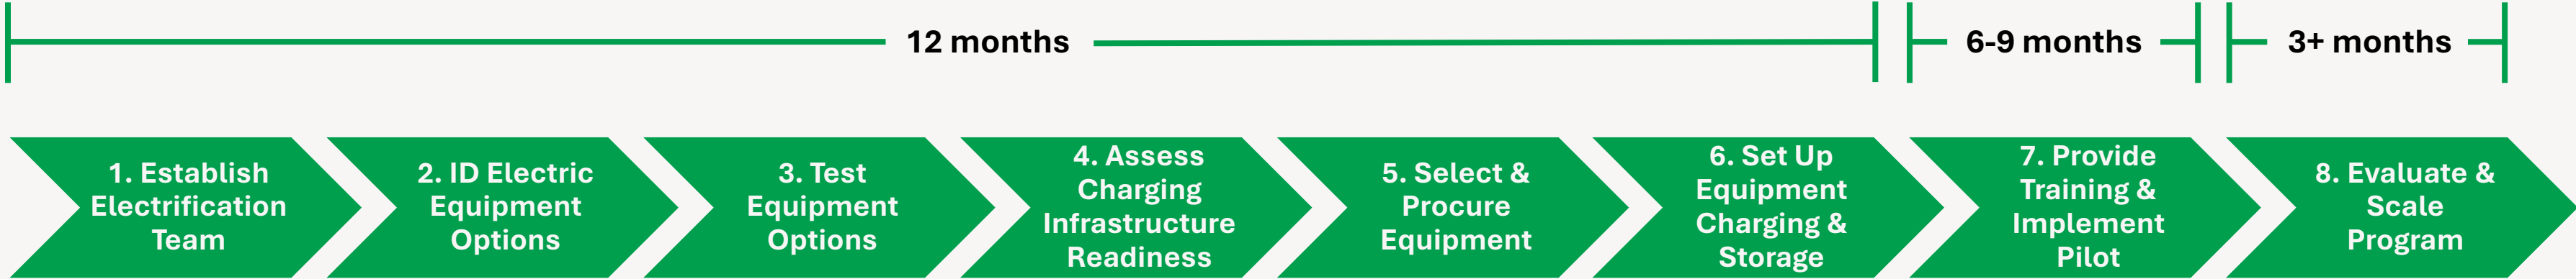 12 months
6-9 months
3+ months
1. Establish
Electrification
Team
2. ID Electric
Equipment
Options
3. Test
Equipment
Options
4. Assess
Charging
Infrastructure
Readiness
5. Select &
Procure
Equipment
6. Set Up
Equipment
Charging &
Storage
7. Provide
Training &
Implement
Pilot
8. Evaluate &
Scale
Program